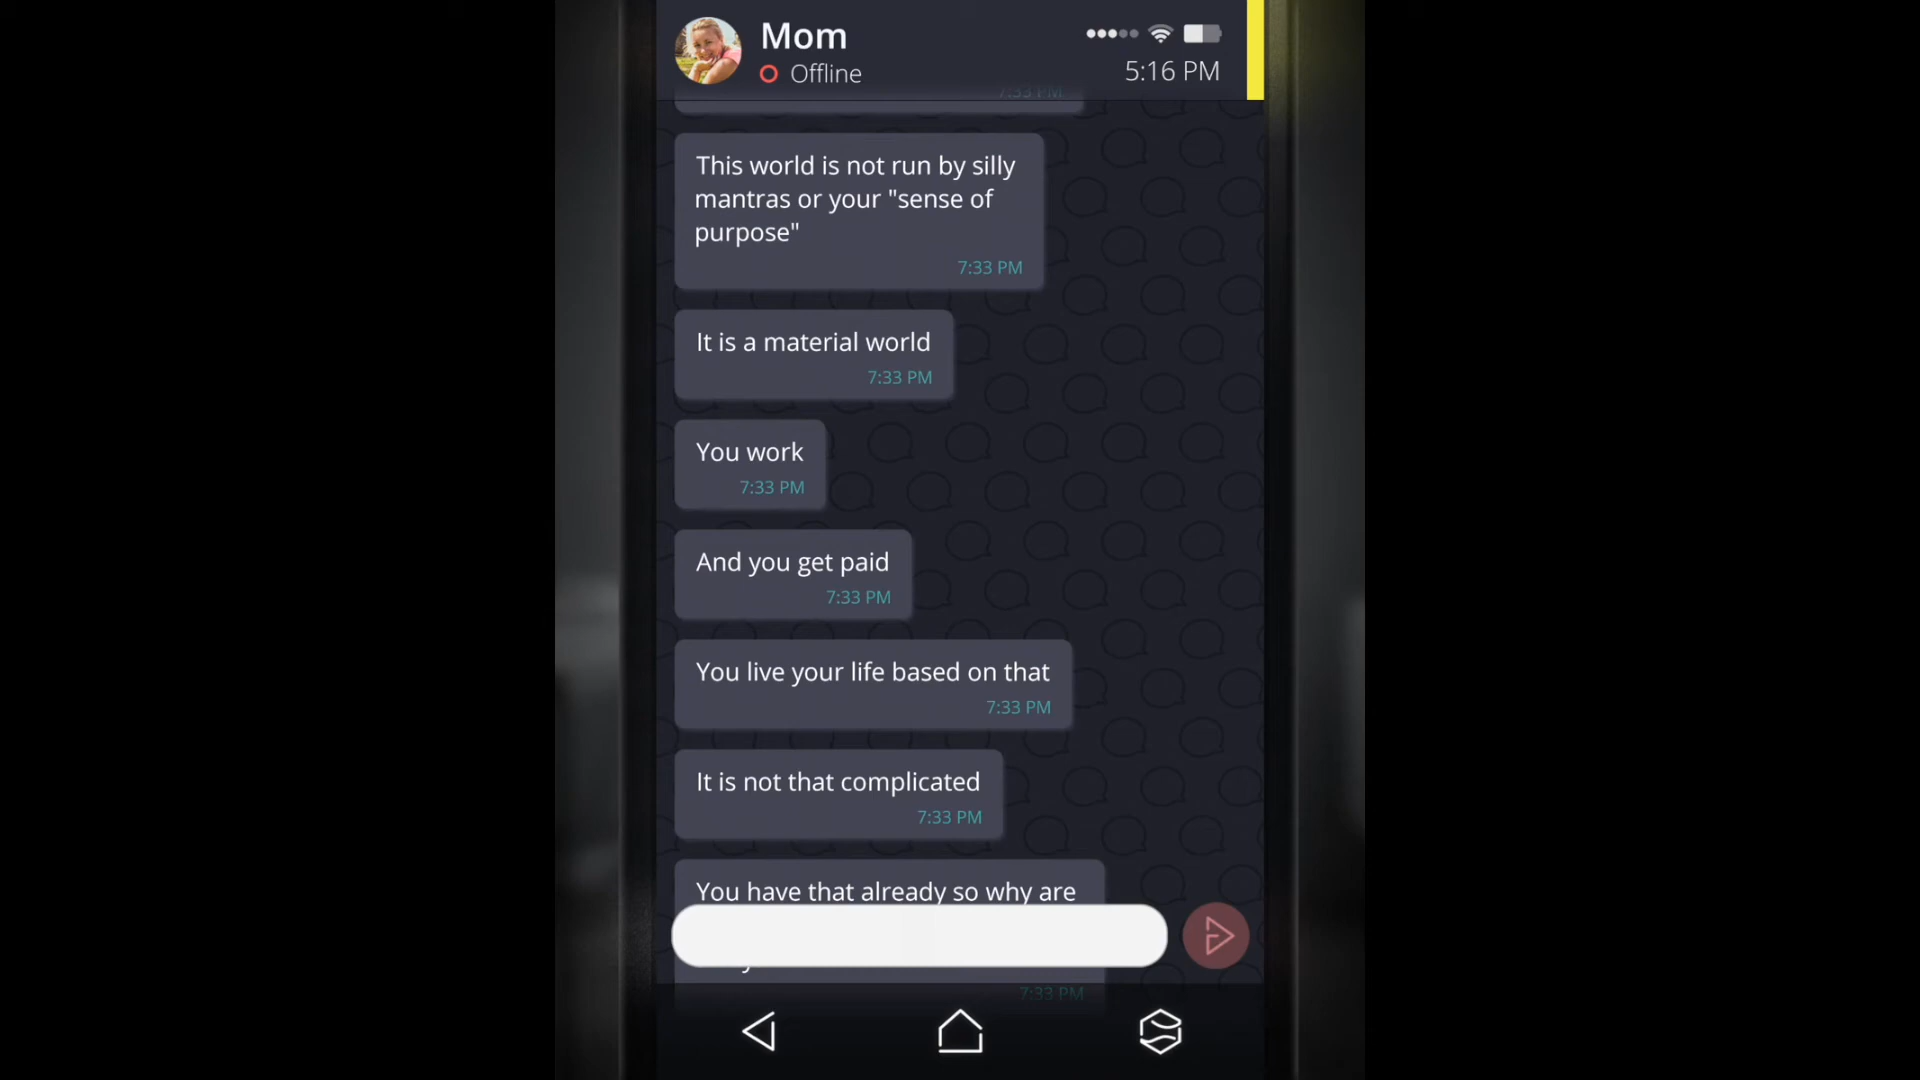 Mom
Offline
5:16 PM
7:33 PM
This world is not run by silly
mantras or your "sense of
purpose"
7:33 PM
It is a material world
7:33 PM
You work
7:33 PM
And you get paid
7:33 PM
You live your life based on that
7:33 PM
It is not that complicated
7:33 PM
You have that already so why are
7:33 PM